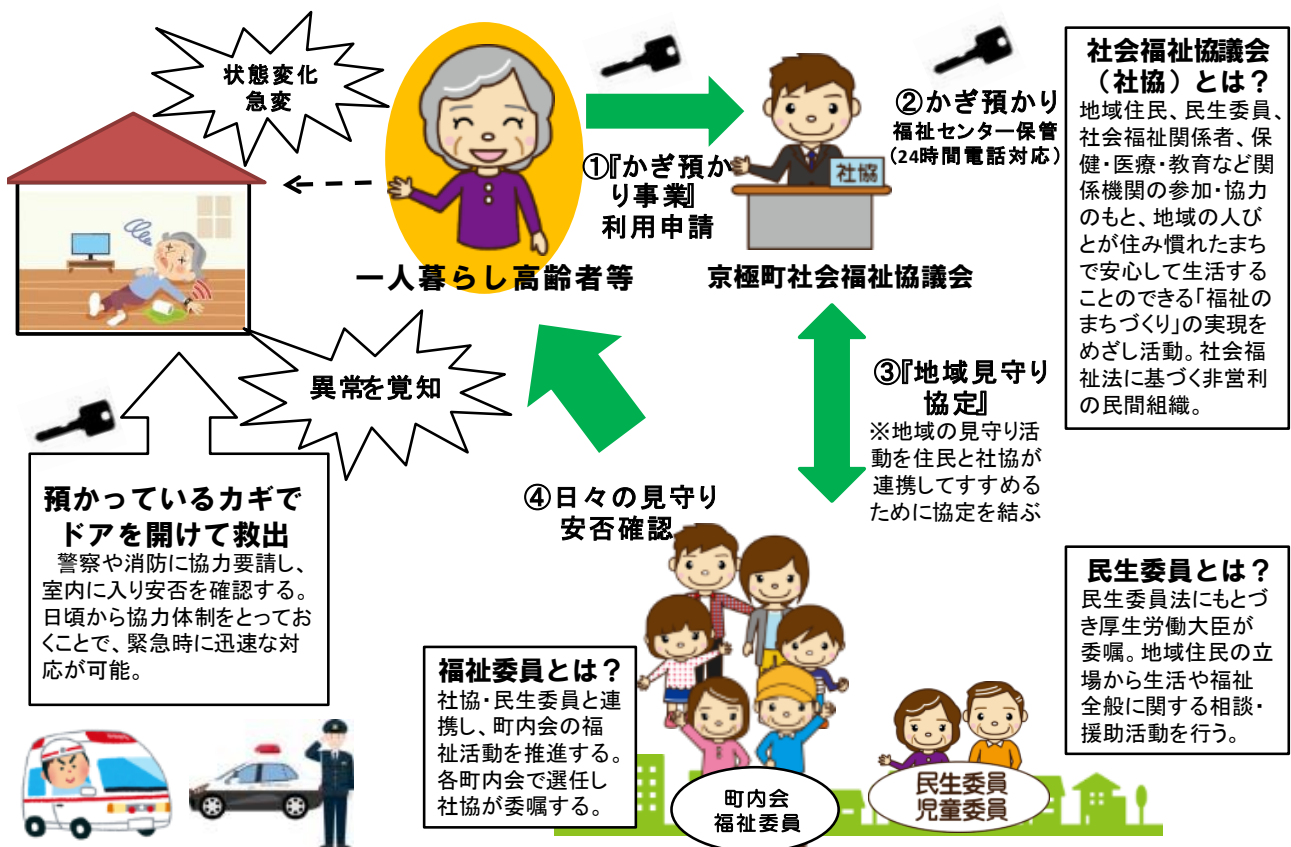 状態変化
急変
①『かぎ預か
り事業』
利用申請
社協
②かぎ預かり
福祉センター保管
(24時間電話対応)
一人暮らし高齢者等
京極町社会福祉協議会
社会福祉協議会
(社協)とは?
地域住民、民生委員、
社会福祉関係者、保
健・医療・教育など関
係機関の参加・協力
のもと、地域の人び
とが住み慣れたまち
で安心して生活する
ことのできる「福祉の
まちづくり」の実現を
めざし活動。社会福
祉法に基づく非営利
の民間組織。
異常を覚知
③『地域見守り
協定』
※地域の見守り活
動を住民と社協が
連携してすすめる
ために協定を結ぶ
預かっているカギで
ドアを開けて救出
警察や消防に協力要請し、
室内に入り安否を確認する。
日頃から協力体制をとってお
くことで、緊急時に迅速な対
応が可能。
④日々の見守り
安否確認
福祉委員とは?
社協・民生委員と連
携し、町内会の福
祉活動を推進する。
各町内会で選任し
社協が委嘱する。
民生委員とは?
民生委員法にもとづ
き厚生労働大臣が
委嘱。地域住民の立
場から生活や福祉
全般に関する相談・
援助活動を行う。
町内会
福祉委員
民生委員
児童委員